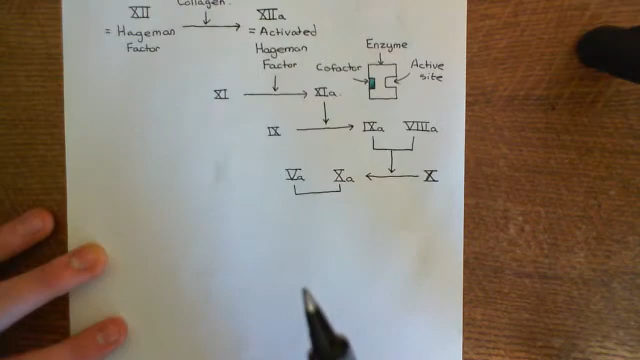 Collagen.
XII XIIa
= Hageman = Activated
Factor Hageman
Factor
Enzyme
Cofactor Active
site
XI XIa.
IX IXa VIIIa
Va Xa X